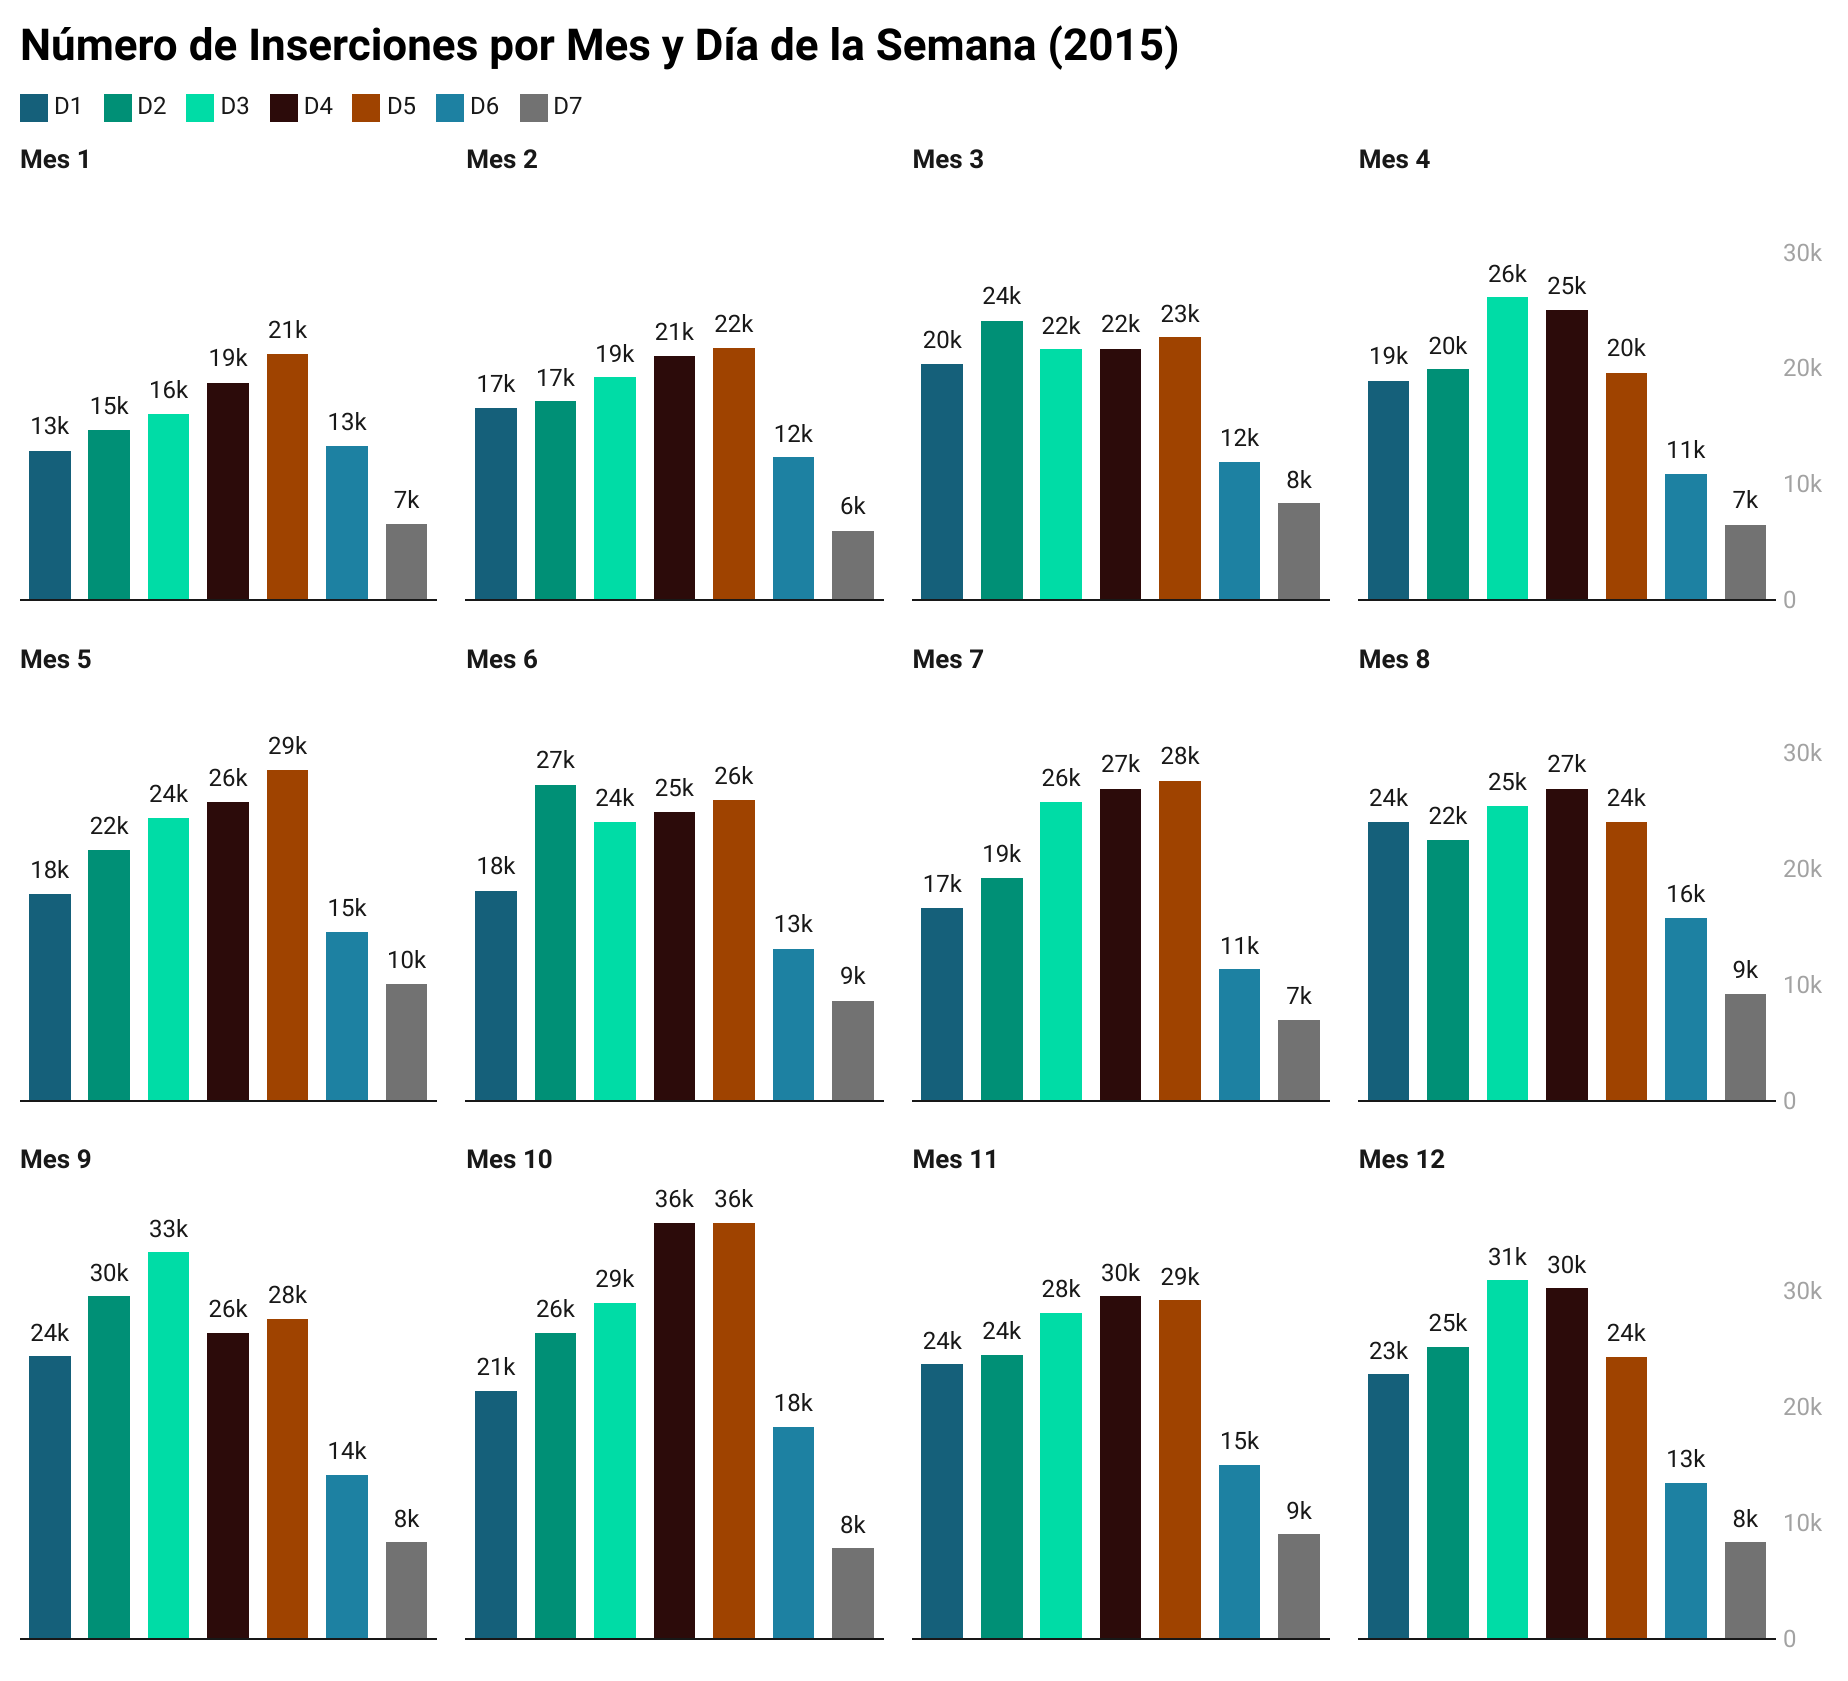 Número de Inserciones por Mes y Día de la Semana (2015)
D1 D2 D3 D4 D5 D6 D7
Mes 1
13k 15k 16k 19k 21k 13k 7k
Mes 2
17k 17k 19k 21k 22k 12k 6k
Mes 3
20k 24k 22k 22k 23k 12k 8k
Mes 4
19k 20k 26k 25k 20k 11k 7k
30k
20k
10k
0
Mes 5
18k 22k 24k 26k 29k 15k 10k
Mes 6
18k 27k 24k 25k 26k 13k 9k
Mes 7
17k 19k 26k 27k 28k 11k 7k
Mes 8
24k 22k 25k 27k 24k 16k 9k
30k
20k
10k
0
Mes 9
24k 30k 33k 26k 28k 14k 8k
Mes 10
21k 26k 29k 36k 36k 18k 8k
Mes 11
24k 24k 28k 30k 29k 15k 9k
Mes 12
23k 25k 31k 30k 24k 13k 8k
30k
20k
10k
0